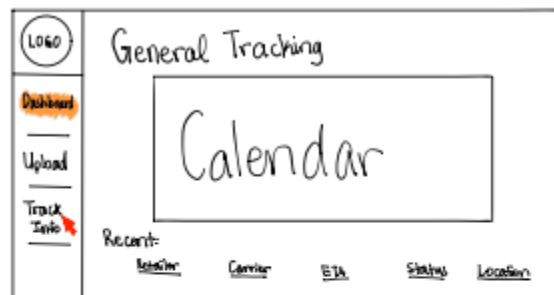 LOGO
Dashboard
Upload
Track
Info
General Tracking
Calendar
Recent:
Retailer Carrier ETA Status Location